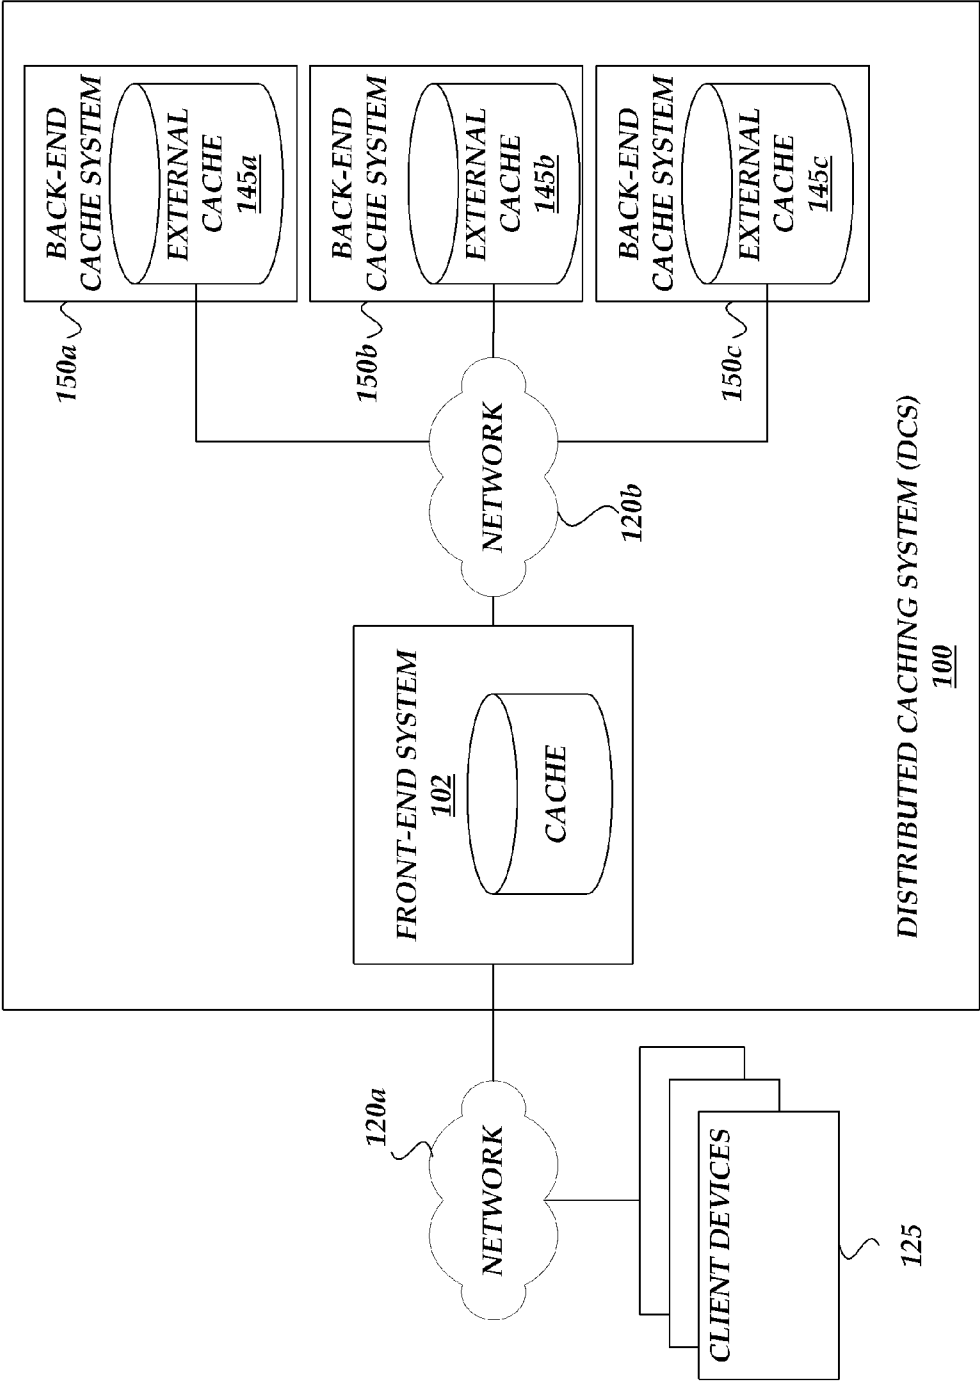 CLIENT DEVICES
125
NETWORK
120a
FRONT-END SYSTEM
102
CACHE
NETWORK
120b
BACK-END
CACHE SYSTEM
EXTERNAL
CACHE
145a
150a
BACK-END
CACHE SYSTEM
EXTERNAL
CACHE
145b
150b
BACK-END
CACHE SYSTEM
EXTERNAL
CACHE
145c
150c
DISTRIBUTED CACHING SYSTEM (DCS)
100